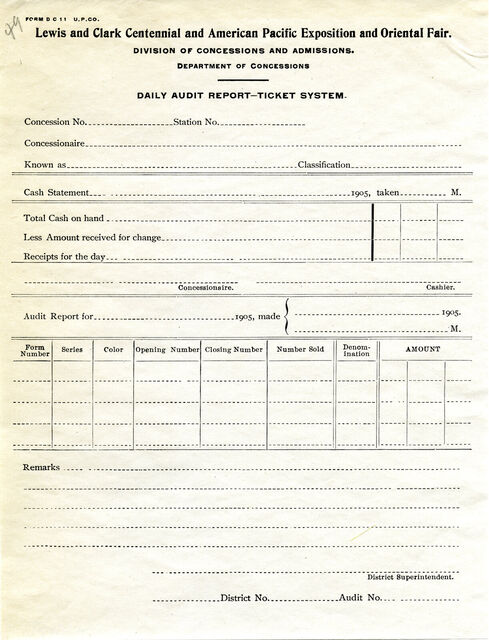 29
FORM D C 11 U.P.CO.
Lewis and Clark Centennial and American Pacific Exposition and Oriental Fair.
DIVISION OF CONCESSIONS AND ADMISSIONS.
DEPARTMENT OF CONCESSIONS
DAILY AUDIT REPORT—TICKET SYSTEM.
Concession No. Station No.
Concessionaire
Known as Classification
Cash Statement 1905, taken M.
Total Cash on hand
Less Amount received for change
Receipts for the day
Concessionaire. Cashier.
Audit Report for 1905, made { 1905.
M.
Form Number Series Color Opening Number Closing Number Number Sold Denom-ination AMOUNT
Remarks
District Superintendent.
District No. Audit No.